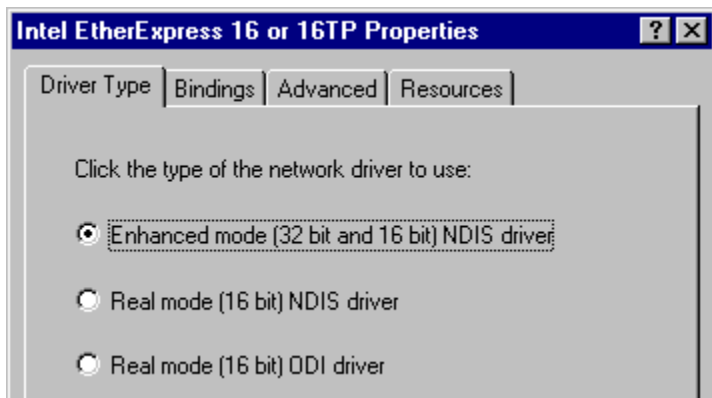 Intel EtherExpress 16 or 16TP Properties
Driver Type Bindings Advanced Resources
Click the type of the network driver to use:
Enhanced mode (32 bit and 16 bit) NDIS driver
Real mode (16 bit) NDIS driver
Real mode (16 bit) ODI driver